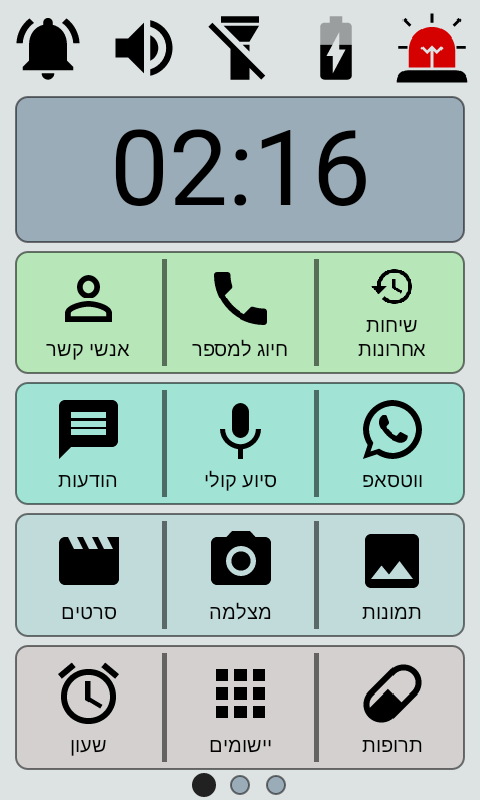 02:16
שיחות
אחרונות
חיוג למספר
אנשי קשר
ווטסאפ
סיוע קולי
הודעות
תמונות
מצלמה
סרטים
תרופות
יישומים
שעון